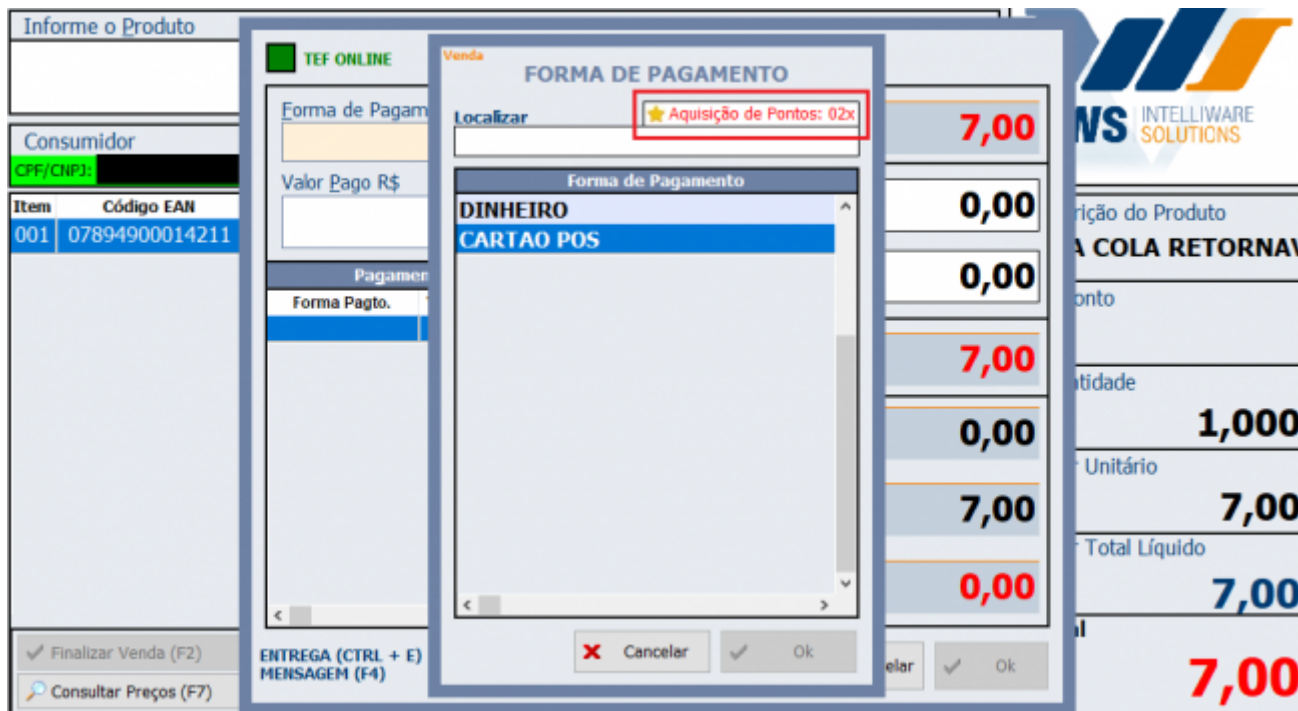 Informe o Produto
Consumidor
CPF/CNPJ:
Item Código EAN
001 07894900014211
Finalizar Venda (F2)
Consultar Preços (F7)
TEF ONLINE
Forma de Pagam
Valor Pago R$
Pagamen
Forma Pagto.
ENTREGA (CTRL + E)
MENSAGEM (F4)
Venda
FORMA DE PAGAMENTO
Localizar
Aquisição de Pontos: 02x
Forma de Pagamento
DINHEIRO
CARTAO POS
Cancelar
Ok
7,00
0,00
0,00
7,00
0,00
7,00
0,00
elar
Ok
WS INTELLIWARE
SOLUTIONS
rição do Produto
A COLA RETORNAV
onto
tidade
1,000
r Unitário
7,00
r Total Líquido
7,00
al
7,00